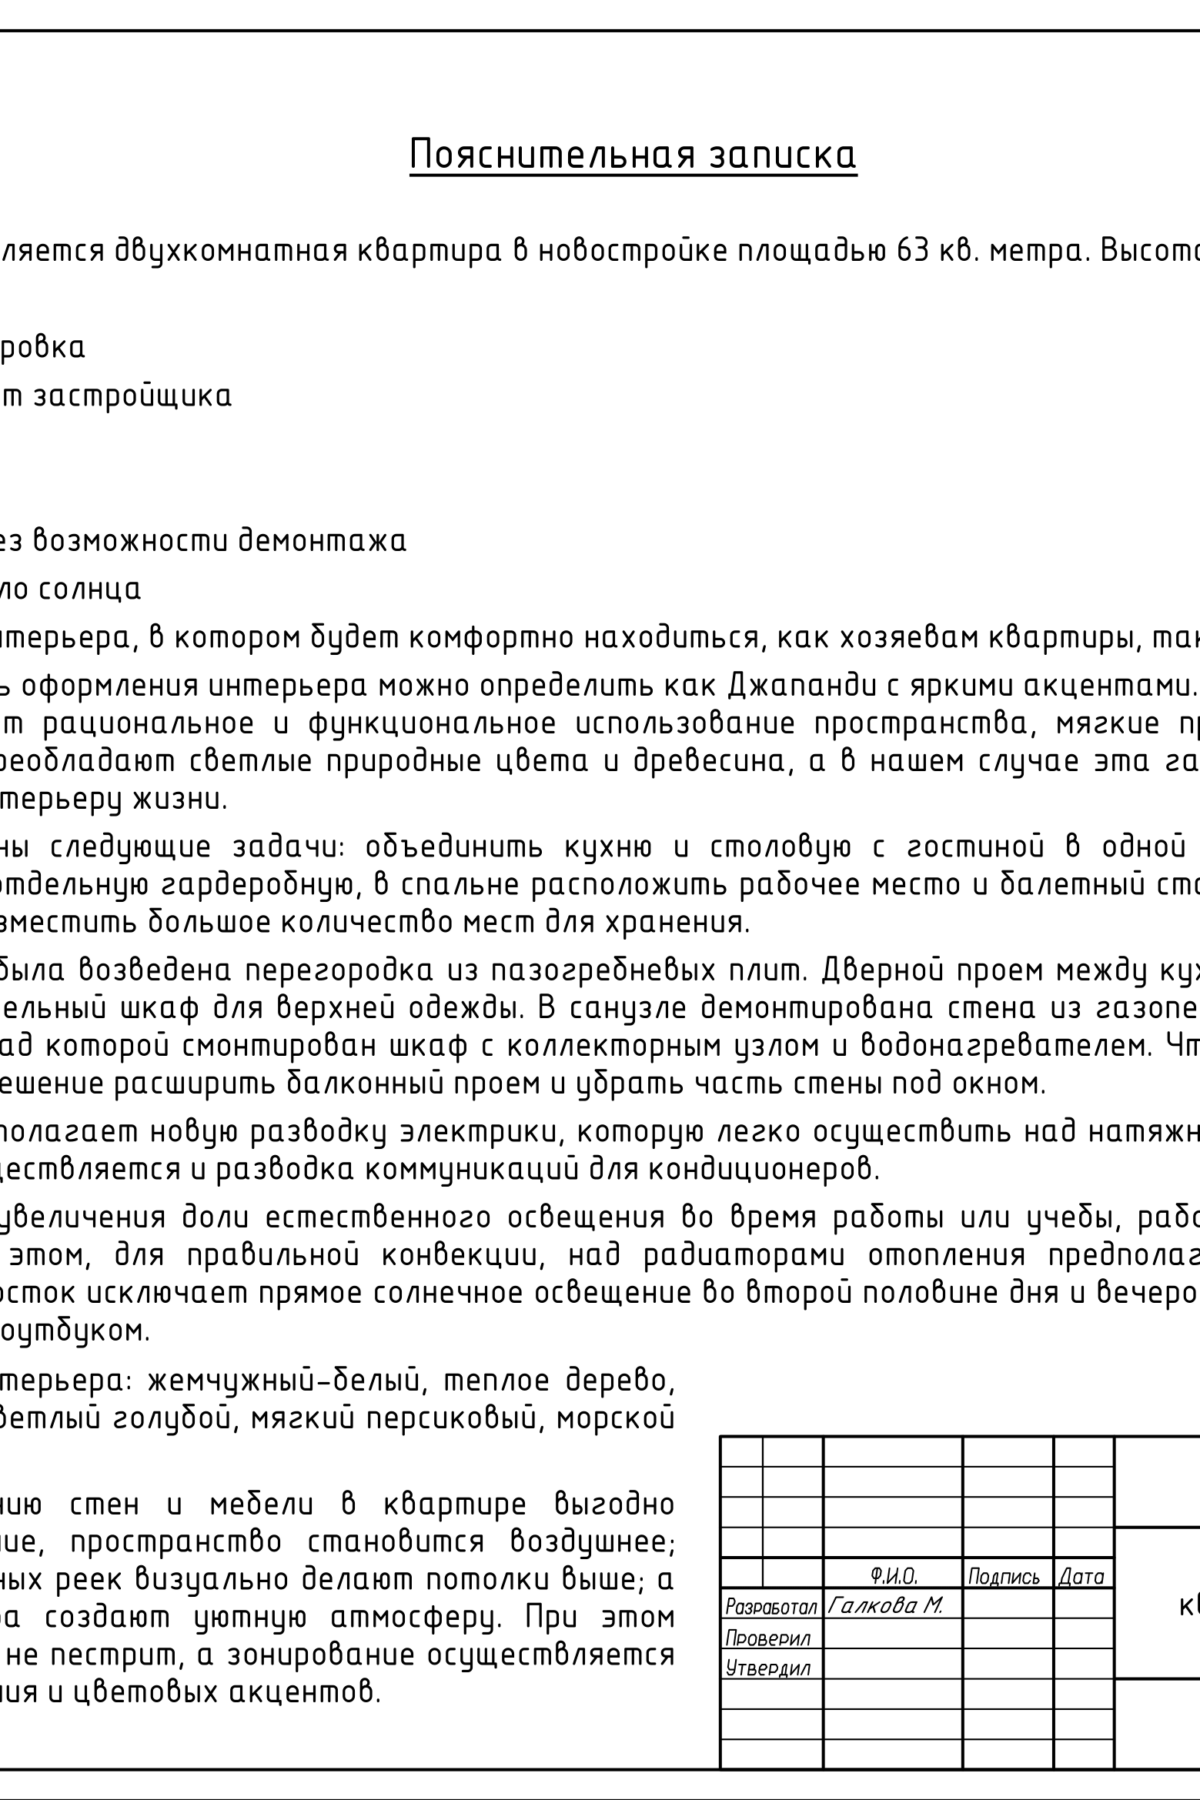 Пояснительная записка
ляется двухкомнатная квартира в новостройке площадью 63 кв. метра. Высот
ровка
т застройщика
ез возможности демонтажа
ло солнца
нтерьера, в котором будет комфортно находиться, как хозяевам квартиры, так
ь оформления интерьера можно определить как Джапанди с яркими акцентами.
т рациональное и функциональное использование пространства, мягкие пр
реобладают светлые природные цвета и древесина, а в нашем случае эта га
терьеру жизни.
ны следующие задачи: объединить кухню и столовую с гостиной в одной
отдельную гардеробную, в спальне расположить рабочее место и балетный ст
зместить большое количество мест для хранения.
была возведена перегородка из пазогребневых плит. Дверной проем между кух
ельный шкаф для верхней одежды. В санузле демонтирована стена из газопе
ад которой смонтирован шкаф с коллекторным узлом и водонагревателем. Чт
ешение расширить балконный проем и убрать часть стены под окном.
полагает новую разводку электрики, которую легко осуществить над натяжн
ществляется и разводка коммуникаций для кондиционеров.
увеличения доли естественного освещения во время работы или учебы, раб
этом, для правильной конвекции, над радиаторами отопления предполаг
осток исключает прямое солнечное освещение во второй половине дня и вечеро
оутбуком.
терьера: жемчужный-белый, теплое дерево,
ветлый голубой, мягкий персиковый, морской
нию стен и мебели в квартире выгодно
ние, пространство становится воздушнее;
ных реек визуально делают потолки выше; а
ра создают уютную атмосферу. При этом
не пестрит, а зонирование осуществляется
ния и цветовых акцентов.
Ф.И.О. Подпись Дата
Разработал Галкова М.
Проверил
Утвердил
кв